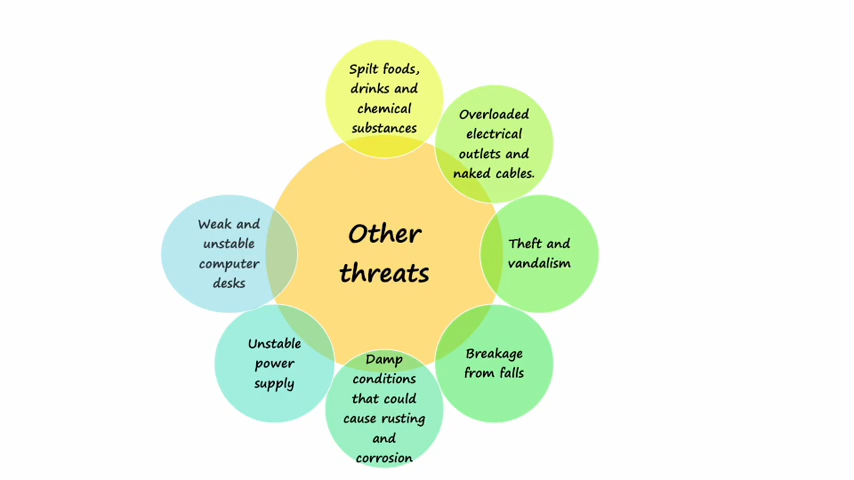 Spilt foods,
drinks and
chemical
substances
Overloaded
electrical
outlets and
naked cables.
Other
threats
Weak and
unstable
computer
desks
Theft and
vandalism
Unstable
power
supply
Damp
conditions
that could
cause rusting
and
corrosion
Breakage
from falls